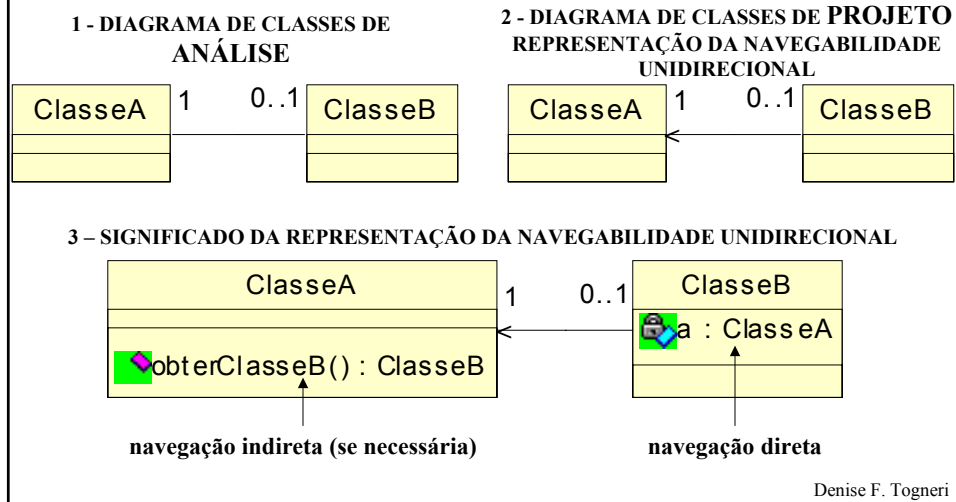 1 - DIAGRAMA DE CLASSES DE
ANÁLISE
ClasseA
1
0..1
ClasseB
2 - DIAGRAMA DE CLASSES DE PROJETO
REPRESENTAÇÃO DA NAVEGABILIDADE
UNIDIRECIONAL
ClasseA
1
0..1
ClasseB
3 – SIGNIFICADO DA REPRESENTAÇÃO DA NAVEGABILIDADE UNIDIRECIONAL
ClasseA
obterClasseB() : ClasseB
1
0..1
ClasseB
a : ClasseA
navegação indireta (se necessária)
navegação direta
Denise F. Togneri